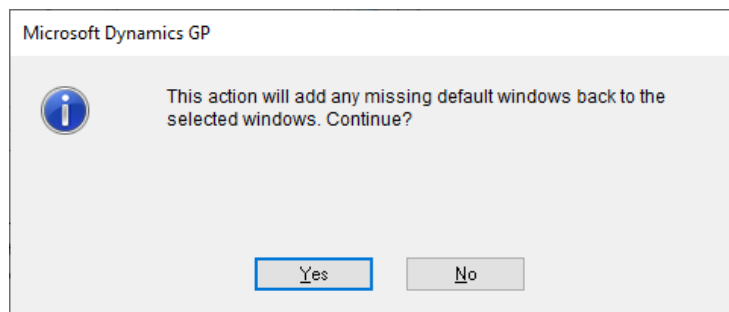 Microsoft Dynamics GP
This action will add any missing default windows back to the
selected windows. Continue?
Yes
No